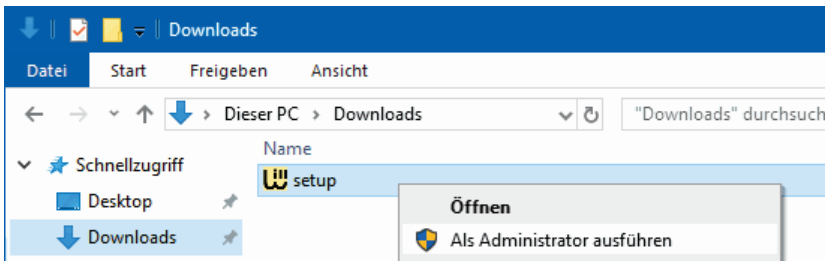 Downloads
Datei Start Freigeben Ansicht
Dieser PC Downloads "Downloads" durchsuch
Name
Schnellzugriff
setup
Desktop
Öffnen
Downloads
Als Administrator ausführen